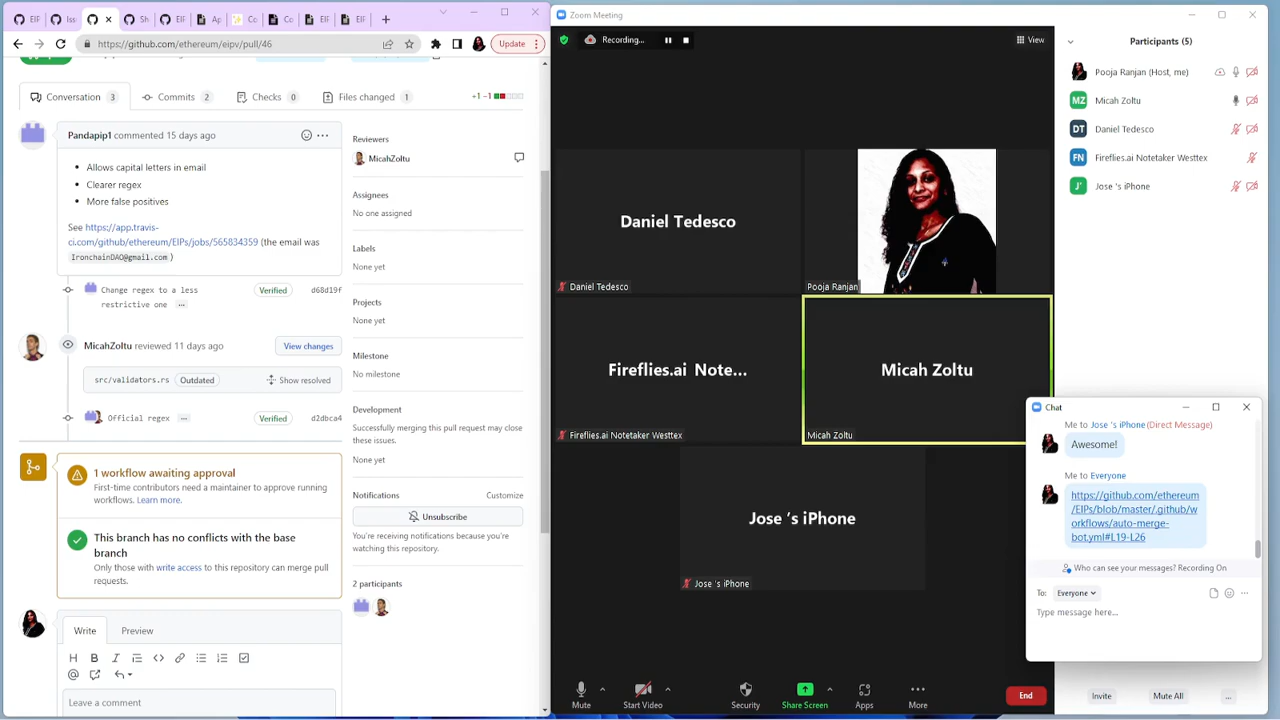 Iss
Sh
EIF
Ap
Co
Co
EIF
EIF
https://github.com/ethereum/eipv/pull/46
Update
Conversation 3
Commits 2
Checks 0
Files changed 1
+1 −1
Pandapip1 commented 15 days ago
Allows capital letters in email
Clearer regex
More false positives
See https://app.travis-
ci.com/github/ethereum/EIPs/jobs/565834359 (the email was
IronchainDAO@gmail.com )
Change regex to a less
restrictive one ...
Verified
d68d19f
MicahZoltu reviewed 11 days ago
View changes
src/validators.rs
Outdated
Show resolved
Official regex ...
Verified
d2dbca4
1 workflow awaiting approval
First-time contributors need a maintainer to approve running
workflows. Learn more.
This branch has no conflicts with the base
branch
Only those with write access to this repository can merge pull
requests.
Write
Preview
H B I
@
Leave a comment
Reviewers
MicahZoltu
Assignees
No one assigned
Labels
None yet
Projects
None yet
Milestone
No milestone
Development
Successfully merging this pull request may close
these issues.
None yet
Notifications
Customize
Unsubscribe
You're receiving notifications because you're
watching this repository.
2 participants
Zoom Meeting
Recording...
View
Daniel Tedesco
Daniel Tedesco
Pooja Ranjan
Fireflies.ai Note...
Fireflies.ai Notetaker Westtex
Micah Zoltu
Micah Zoltu
Jose 's iPhone
Jose 's iPhone
Mute
Start Video
Security
Share Screen
Apps
More
End
Participants (5)
Pooja Ranjan (Host, me)
MZ
Micah Zoltu
DT
Daniel Tedesco
FN
Fireflies.ai Notetaker Westtex
J'
Jose 's iPhone
Chat
Me to Jose 's iPhone (Direct Message)
Awesome!
Me to Everyone
https://github.com/ethereum
/EIPs/blob/master/.github/w
orkflows/auto-merge-
bot.yml#L19-L26
Who can see your messages? Recording On
To: Everyone
Type message here...
Invite
Mute All
...